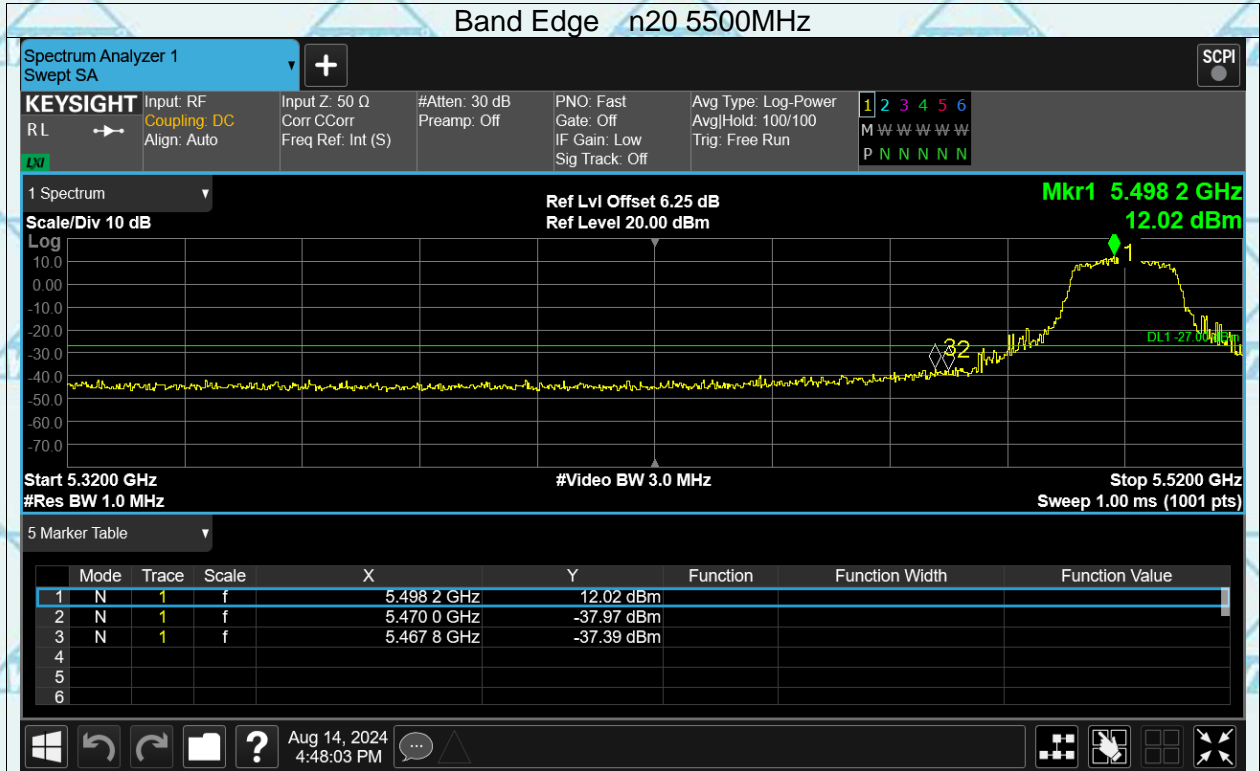 Band Edge n20 5500MHz
Spectrum Analyzer 1
Swept SA
+
SCPI
KEYSIGHT
RL
LXI
Input: RF
Coupling: DC
Align: Auto
Input Z: 50 Ω
Corr CCorr
Freq Ref: Int (S)
#Atten: 30 dB
Preamp: Off
PNO: Fast
Gate: Off
IF Gain: Low
Sig Track: Off
Avg Type: Log-Power
Avg|Hold: 100/100
Trig: Free Run
1 2 3 4 5 6
M W W W W W W
P N N N N N N
1 Spectrum
Scale/Div 10 dB
Ref Lvl Offset 6.25 dB
Ref Level 20.00 dBm
Mkr1 5.498 2 GHz
12.02 dBm
Log
10.0
0.00
-10.0
-20.0
-30.0
-40.0
-50.0
-60.0
-70.0
1
32
DL1 -27.00 dBm
Start 5.3200 GHz
#Res BW 1.0 MHz
#Video BW 3.0 MHz
Stop 5.5200 GHz
Sweep 1.00 ms (1001 pts)
5 Marker Table
Mode Trace Scale X Y Function Function Width Function Value
1 N 1 f 5.498 2 GHz 12.02 dBm
2 N 1 f 5.470 0 GHz -37.97 dBm
3 N 1 f 5.467 8 GHz -37.39 dBm
4
5
6
?
Aug 14, 2024
4:48:03 PM